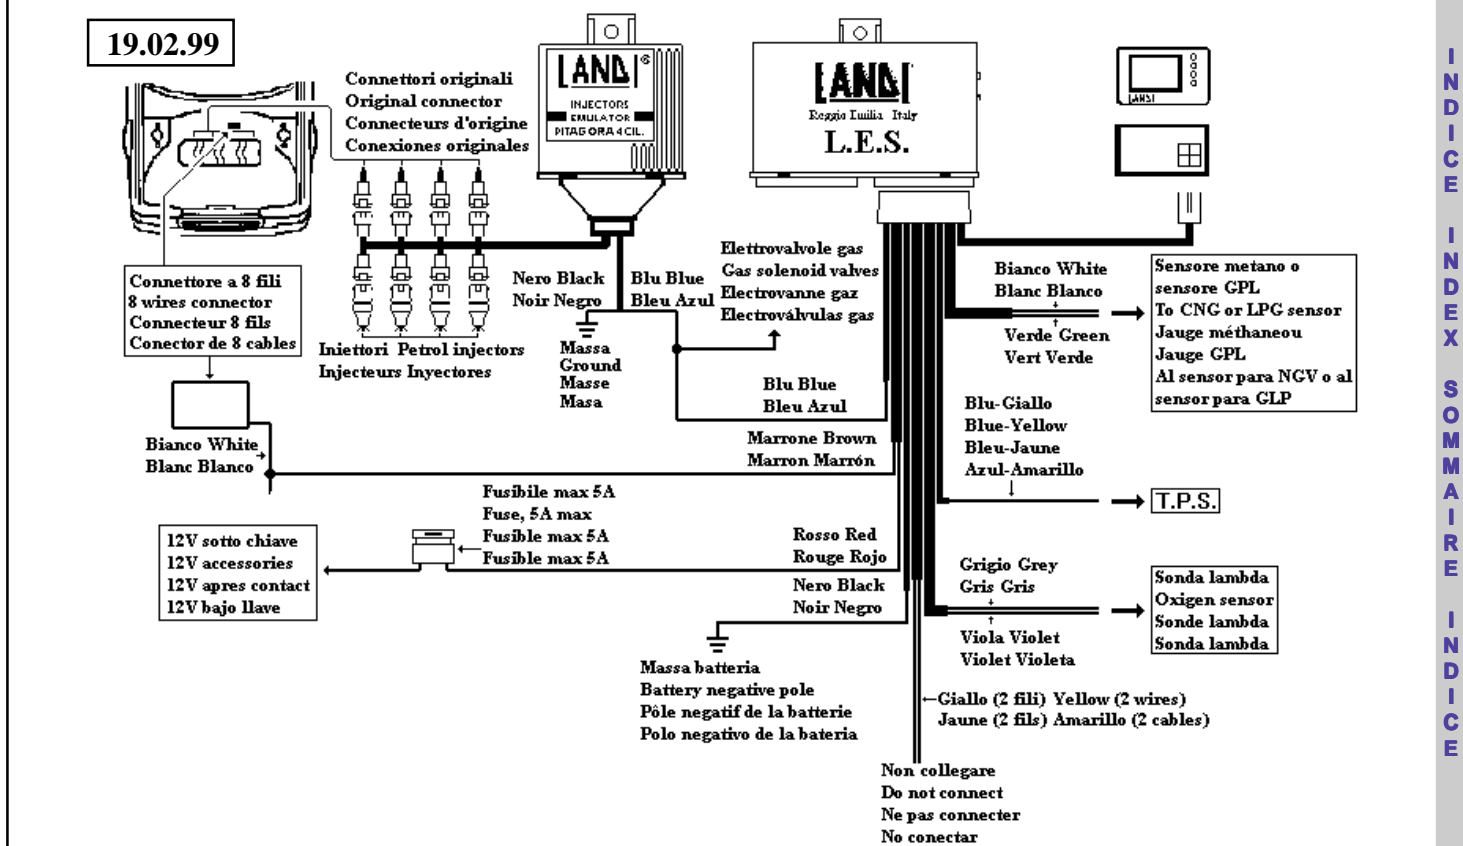 19.02.99
Connettori originali
Original connector
Connecteurs d'origine
Conexiones originales
LANDI®
INJECTORS
EMULATOR
PITAGORA 4 CIL.
LANDI
Reggio Emilia Italy
L.E.S.
LANDI
Connettore a 8 fili
8 wires connector
Connecteur 8 fils
Conector de 8 cables
Iniettori Petrol injectors
Injecteurs Inyectores
Nero Black
Noir Negro
Blu Blue
Bleu Azul
Massa
Ground
Masse
Masa
Elettrovalvole gas
Gas solenoid valves
Electrovanne gaz
Electroválvulas gas
Blu Blue
Bleu Azul
Marrone Brown
Marron Marrón
Bianco White
Blanc Blanco
Fusibile max 5A
Fuse, 5A max
Fusible max 5A
Fusible max 5A
12V sotto chiave
12V accessories
12V apres contact
12V bajo llave
Rosso Red
Rouge Rojo
Nero Black
Noir Negro
Massa batteria
Battery negative pole
Pôle negatif de la batterie
Polo negativo de la bateria
Bianco White
Blanc Blanco
Verde Green
Vert Verde
Sensore metano o
sensore GPL
To CNG or LPG sensor
Jauge méthaneou
Jauge GPL
Al sensor para NGV o al
sensor para GLP
Blu-Giallo
Blue-Yellow
Bleu-Jaune
Azul-Amarillo
T.P.S.
Grigio Grey
Gris Gris
Viola Violet
Violet Violeta
Sonda lambda
Oxigen sensor
Sonde lambda
Sonda lambda
Giallo (2 fili) Yellow (2 wires)
Jaune (2 fils) Amarillo (2 cables)
Non collegare
Do not connect
Ne pas connecter
No conectar
INDICE INDEX SOMMAIRE INDICE